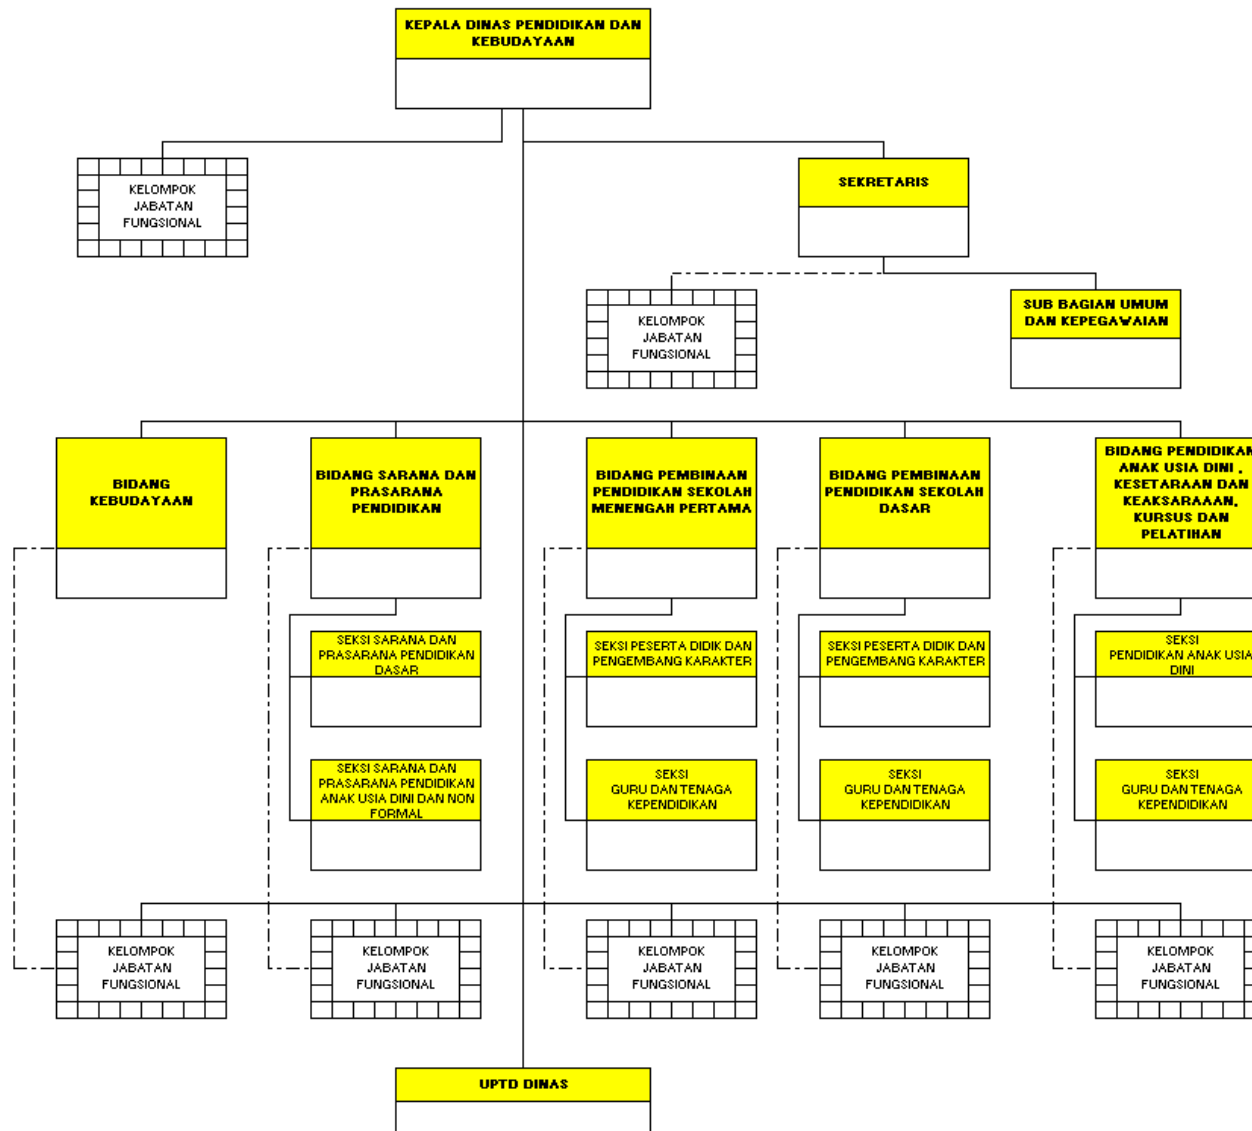 KEPALA DINAS PENDIDIKAN DAN
KEBUDAYAAN
KELOMPOK
JABATAN
FUNGSIONAL
SEKRETARIS
KELOMPOK
JABATAN
FUNGSIONAL
SUB BAGIAN UMUM
DAN KEPEGAWAIAN
BIDANG
KEBUDAYAAN
BIDANG SARANA DAN
PRASARANA
PENDIDIKAN
BIDANG PEMBINAAN
PENDIDIKAN SEKOLAH
MENENGAH PERTAMA
BIDANG PEMBINAAN
PENDIDIKAN SEKOLAH
DASAR
BIDANG PENDIDIKAN
ANAK USIA DINI ,
KESETARAAN DAN
KEAKSARAAAN,
KURSUS DAN
PELATIHAN
SEKSI SARANA DAN
PRASARANA PENDIDIKAN
DASAR
SEKSI PESERTA DIDIK DAN
PENGEMBANG KARAKTER
SEKSI PESERTA DIDIK DAN
PENGEMBANG KARAKTER
SEKSI
PENDIDIKAN ANAK USIA
DINI
SEKSI SARANA DAN
PRASARANA PENDIDIKAN
ANAK USIA DINI DAN NON
FORMAL
SEKSI
GURU DAN TENAGA
KEPENDIDIKAN
SEKSI
GURU DAN TENAGA
KEPENDIDIKAN
SEKSI
GURU DAN TENAGA
KEPENDIDIKAN
KELOMPOK
JABATAN
FUNGSIONAL
KELOMPOK
JABATAN
FUNGSIONAL
KELOMPOK
JABATAN
FUNGSIONAL
KELOMPOK
JABATAN
FUNGSIONAL
KELOMPOK
JABATAN
FUNGSIONAL
UPTD DINAS